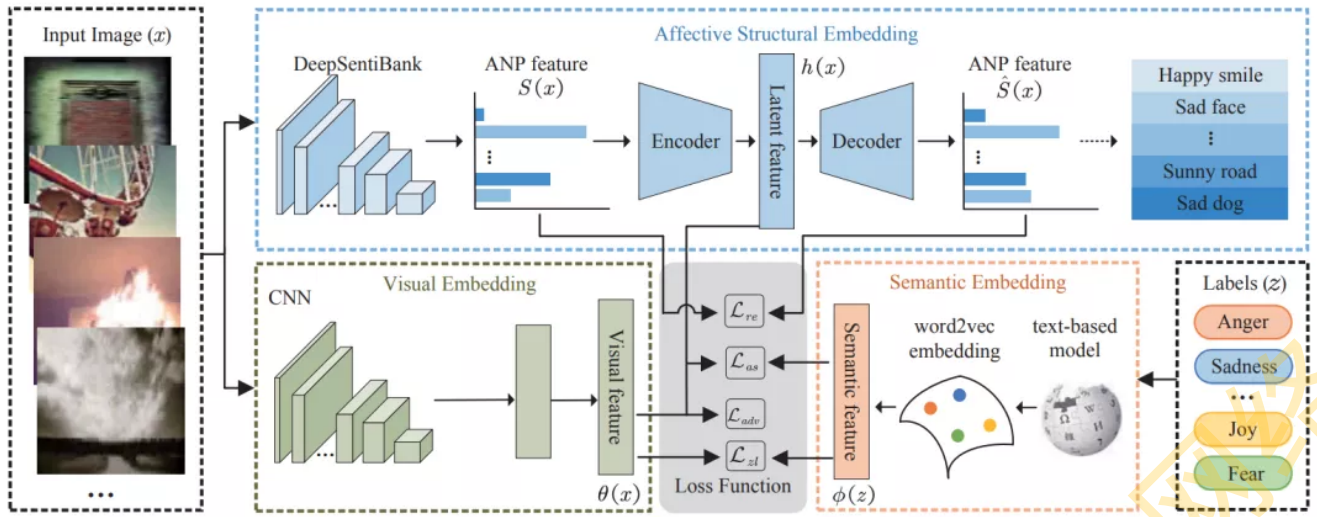 Input Image (x)
...
Affective Structural Embedding
DeepSentiBank
ANP feature
S(x)
...
Encoder
Latent feature
h(x)
Decoder
ANP feature
Ŝ(x)
Happy smile
Sad face
⋮
Sunny road
Sad dog
Visual Embedding
CNN
...
Visual feature
θ(x)
ℒre
ℒas
ℒadv
ℒzl
Loss Function
Semantic Embedding
Semantic feature
ϕ(z)
word2vec
embedding
text-based
model
Labels (z)
Anger
Sadness
...
Joy
Fear